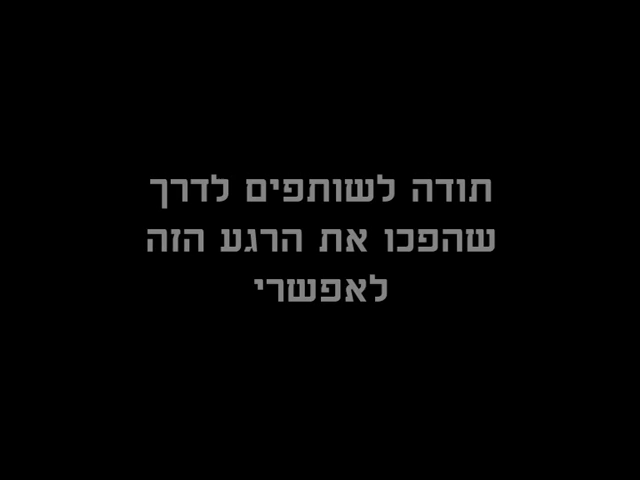 תודה לשותפים לדרך
שהפכו את הרגע הזה
לאפשרי